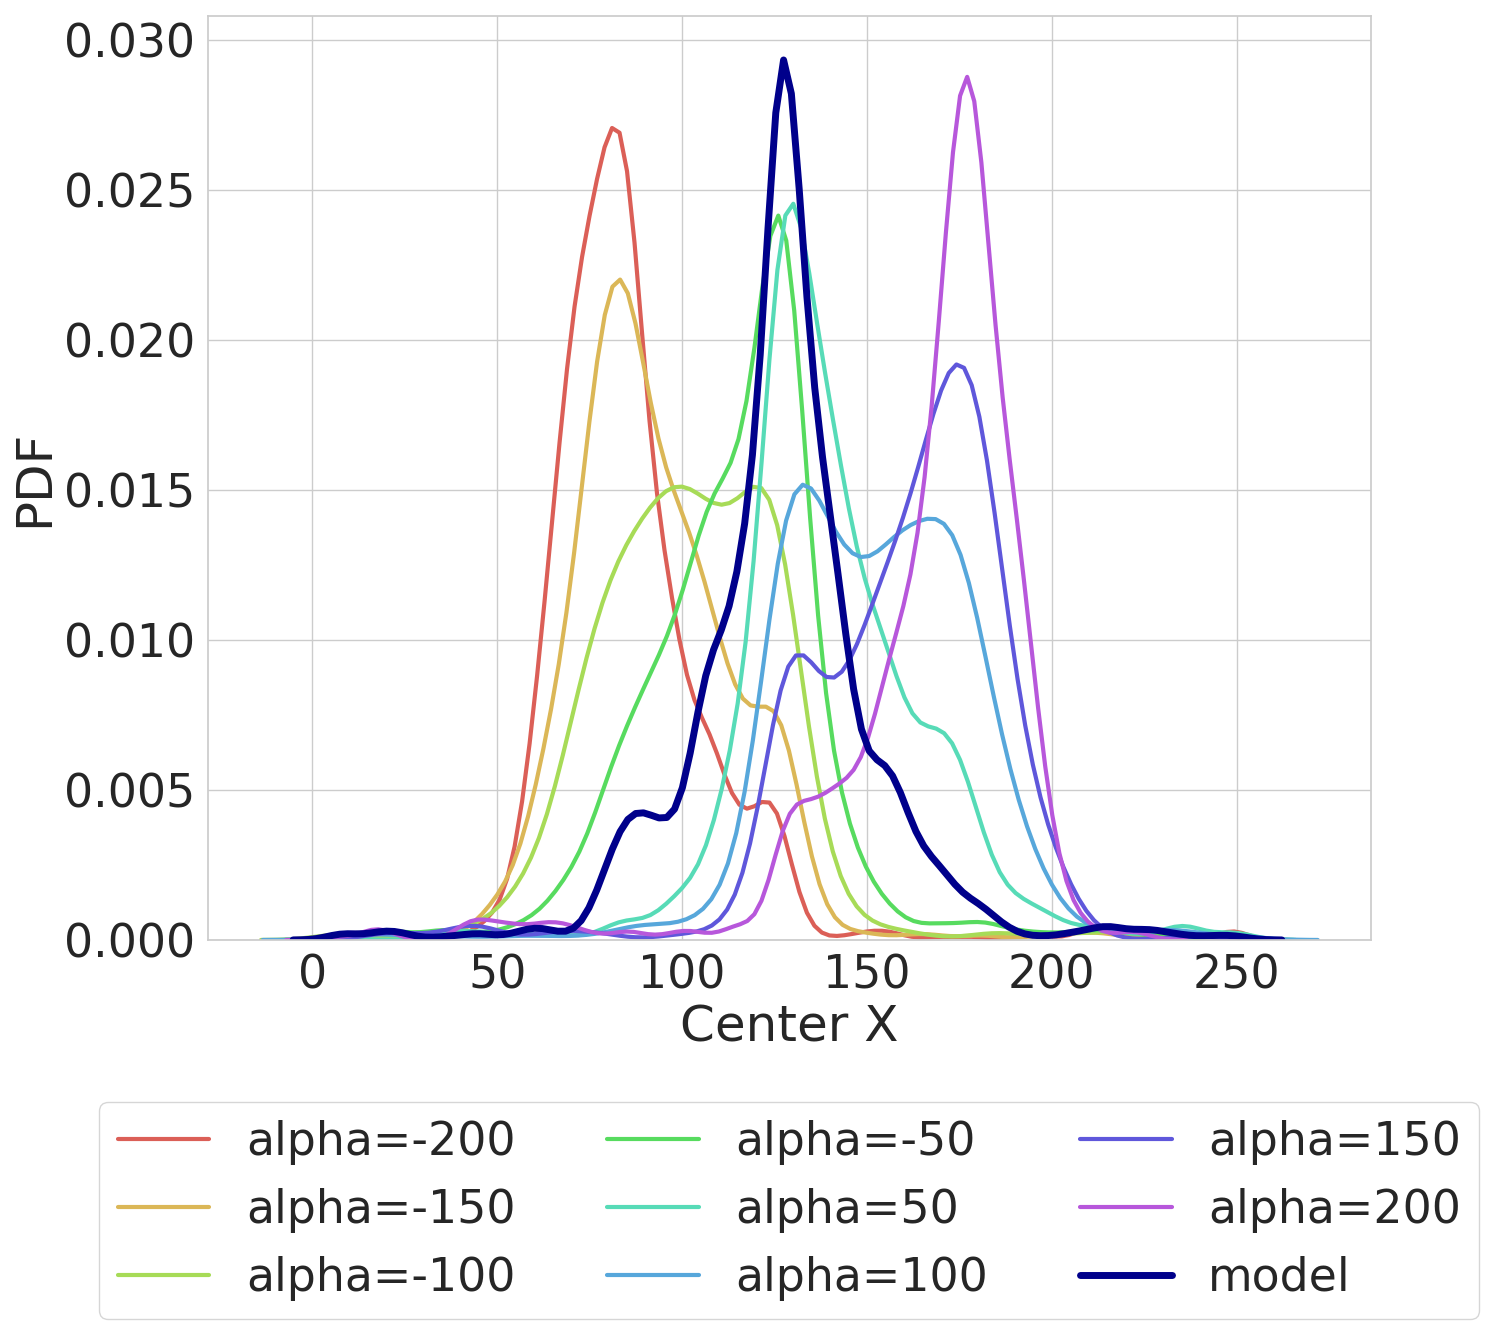 0.030
0.025
0.020
0.015
0.010
0.005
0.000
PDF
0 50 100 150 200 250
Center X
alpha=-200 alpha=-50 alpha=150
alpha=-150 alpha=50 alpha=200
alpha=-100 alpha=100 model